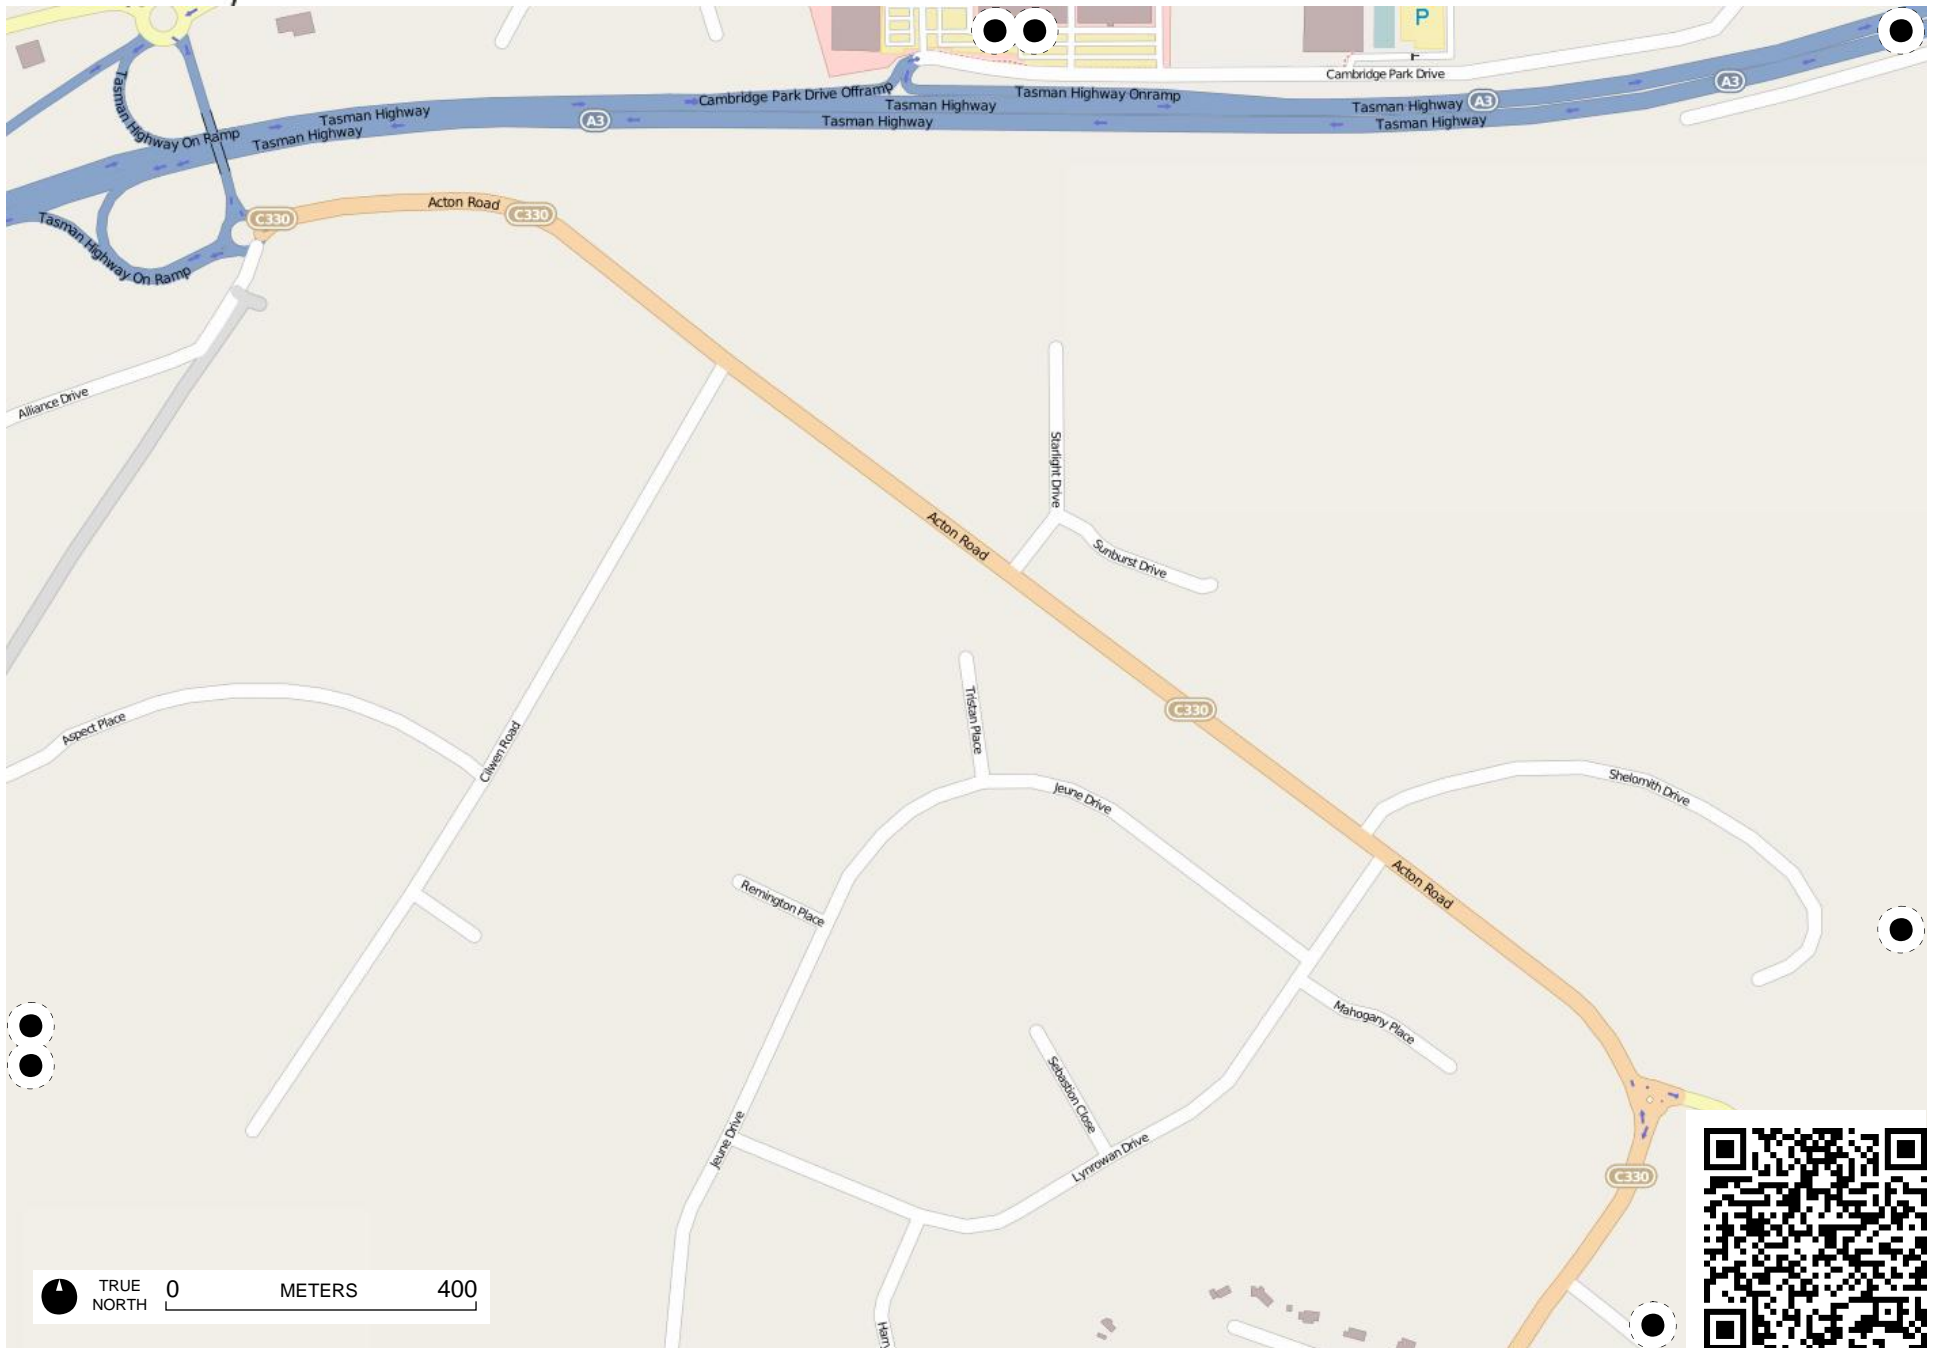 P
Cambridge Park Drive
A3
Cambridge Park Drive Offramp
Tasman Highway Onramp
Tasman Highway
Tasman Highway
Tasman Highway
A3
Tasman Highway
A3
Tasman Highway
Tasman Highway
Tasman Highway On Ramp
Tasman Highway
Acton Road
C330
C330
Tasman Highway On Ramp
Alliance Drive
Starlight Drive
Acton Road
Sunburst Drive
Tristan Place
C330
Aspect Place
Cilwen Road
Jeune Drive
Shelomith Drive
Acton Road
Remington Place
Mahogany Place
Sebastion Close
Jeune Drive
Lynrowan Drive
C330
TRUE
NORTH
0 METERS 400